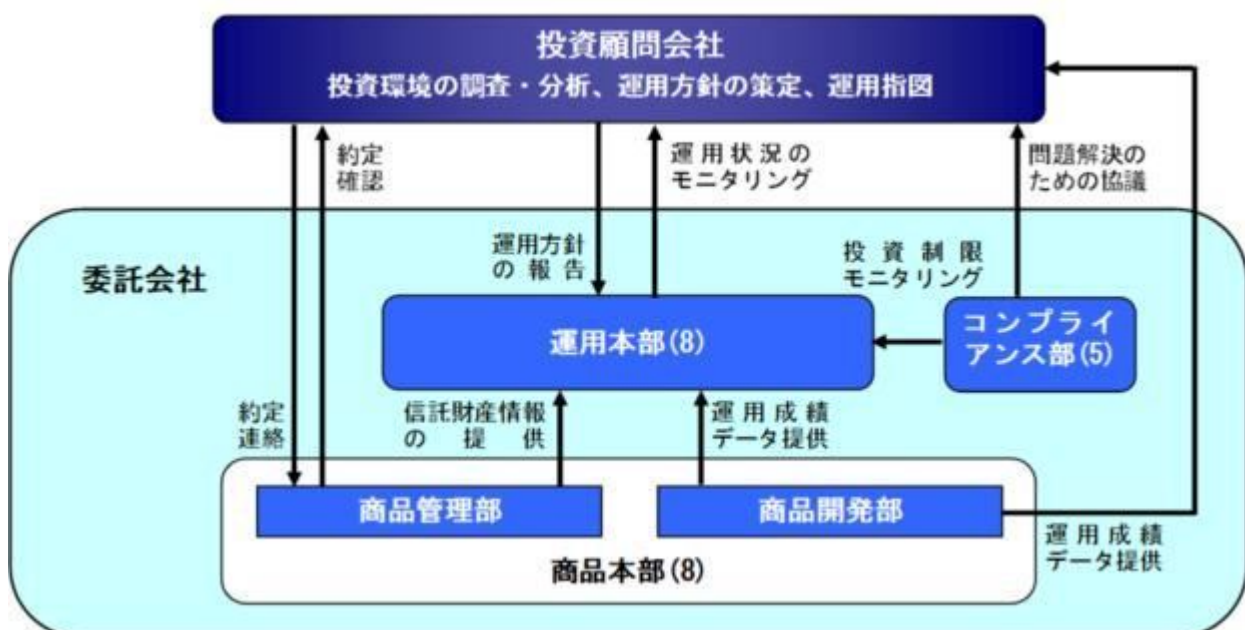 投資顧問会社
投資環境の調査・分析、運用方針の策定、運用指図
約定
確認
運用状況の
モニタリング
問題解決の
ための協議
委託会社
運用方針
の報告
投資制限
モニタリング
運用本部(8)
コンプライ
アンス部(5)
約定
連絡
信託財産情報
の提供
運用成績
データ提供
商品管理部
商品開発部
運用成績
データ提供
商品本部(8)